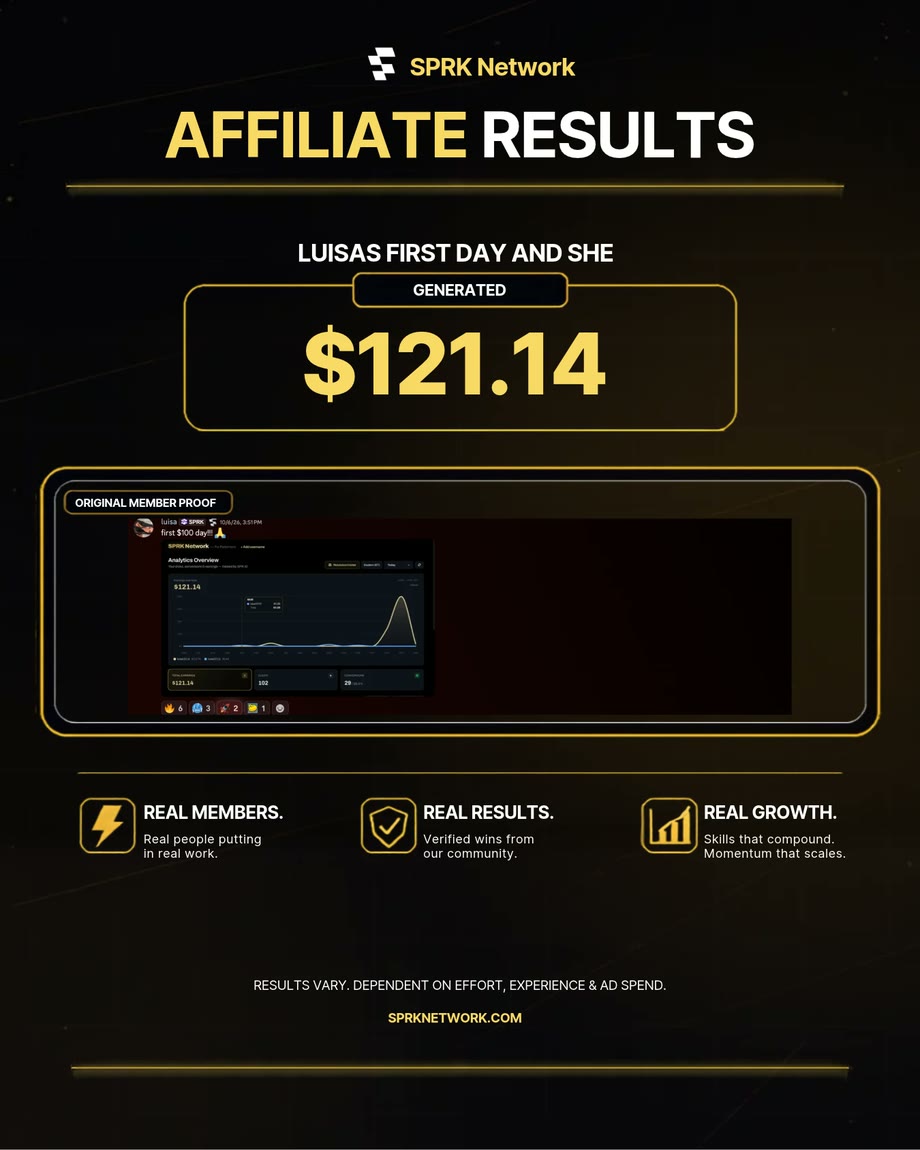 SPRK Network
AFFILIATE RESULTS
LUISAS FIRST DAY AND SHE
GENERATED
$121.14
ORIGINAL MEMBER PROOF
luisa SPRK 10/6/26, 3:51 PM
first $100 day!!! 🙏
SPRK Network
Analytics Overview
$121.14
$121.14
102
29
6 3 2 1
REAL MEMBERS.
Real people putting
in real work.
REAL RESULTS.
Verified wins from
our community.
REAL GROWTH.
Skills that compound.
Momentum that scales.
RESULTS VARY. DEPENDENT ON EFFORT, EXPERIENCE & AD SPEND.
SPRKNETWORK.COM